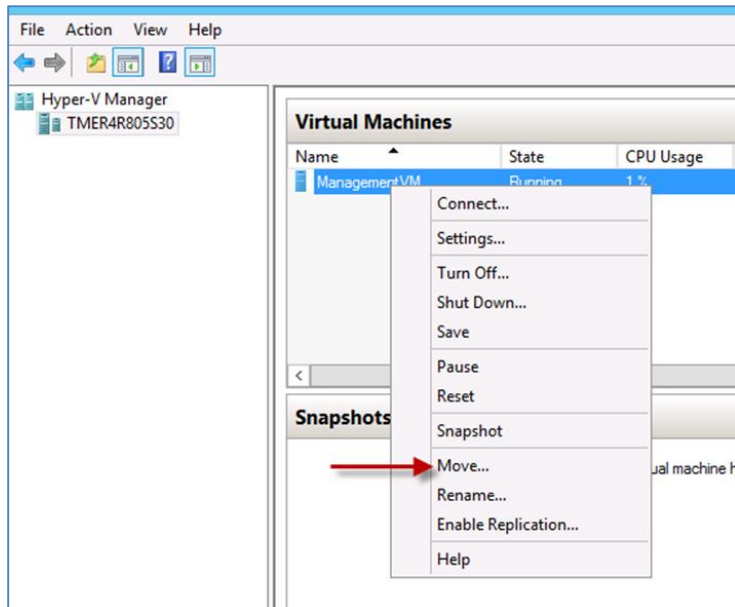 File Action View Help
Hyper-V Manager
TMER4R805S30
Virtual Machines
Name State CPU Usage
ManagementVM Running 1 %
Connect...
Settings...
Turn Off...
Shut Down...
Save
Pause
Reset
Snapshots
Snapshot
Move...
ual machine h
Rename...
Enable Replication...
Help